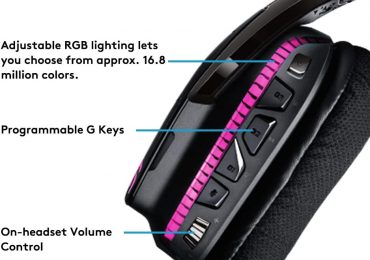 Adjustable RGB lighting lets
you choose from approx. 16.8
million colors.
Programmable G Keys
On-headset Volume
Control